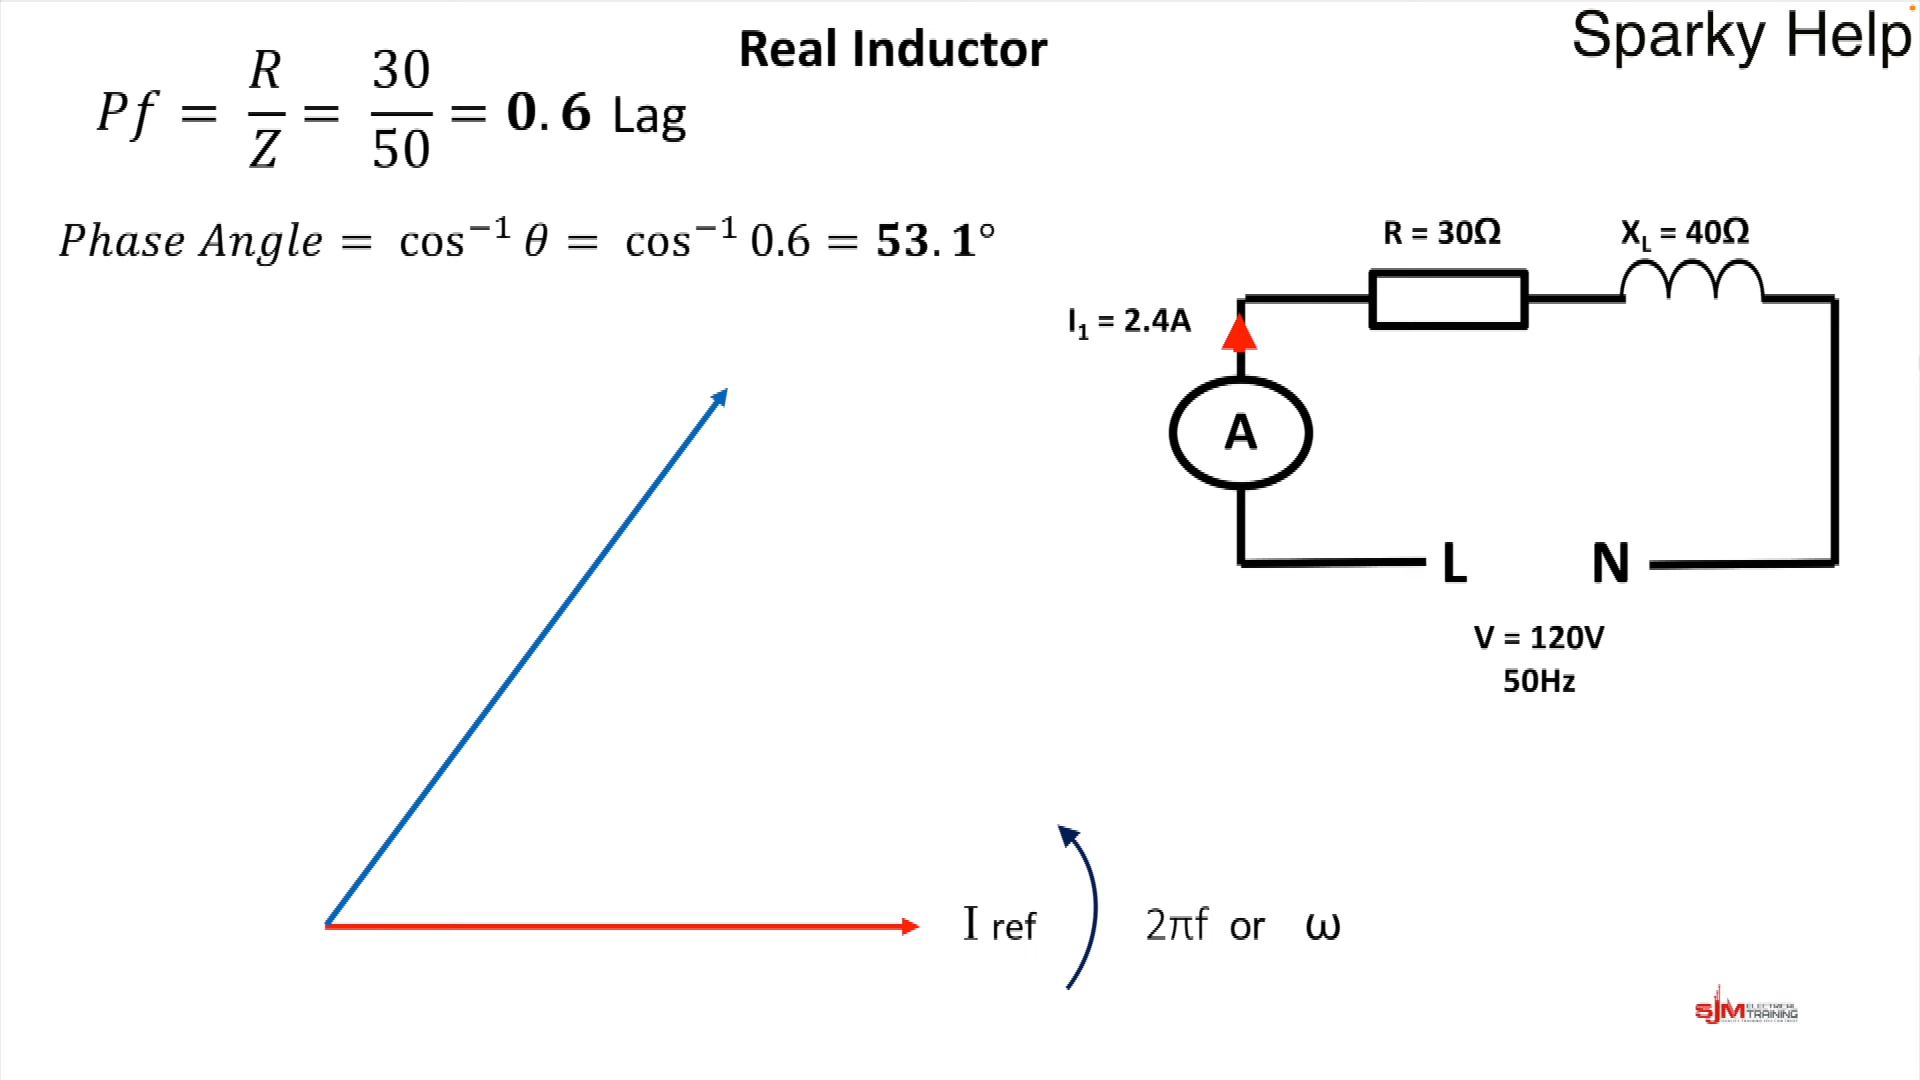 Real Inductor
Sparky Help
Pf = R/Z = 30/50 = 0.6 Lag
Phase Angle = cos⁻¹ θ = cos⁻¹ 0.6 = 53.1°
R = 30Ω
X_L = 40Ω
I₁ = 2.4A
A
L
N
V = 120V
50Hz
I ref
2πf or ω
SJM ELECTRICAL
TRAINING